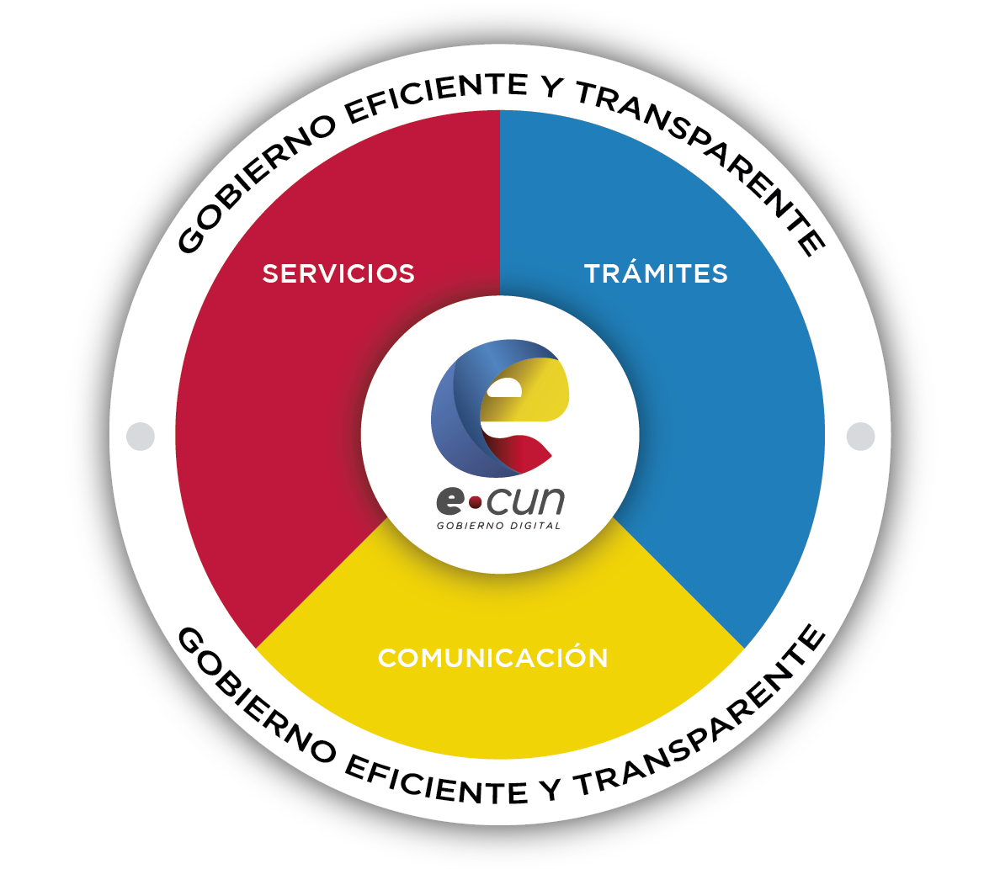 GOBIERNO EFICIENTE Y TRANSPARENTE
SERVICIOS
TRÁMITES
e•cun
GOBIERNO DIGITAL
COMUNICACIÓN
GOBIERNO EFICIENTE Y TRANSPARENTE